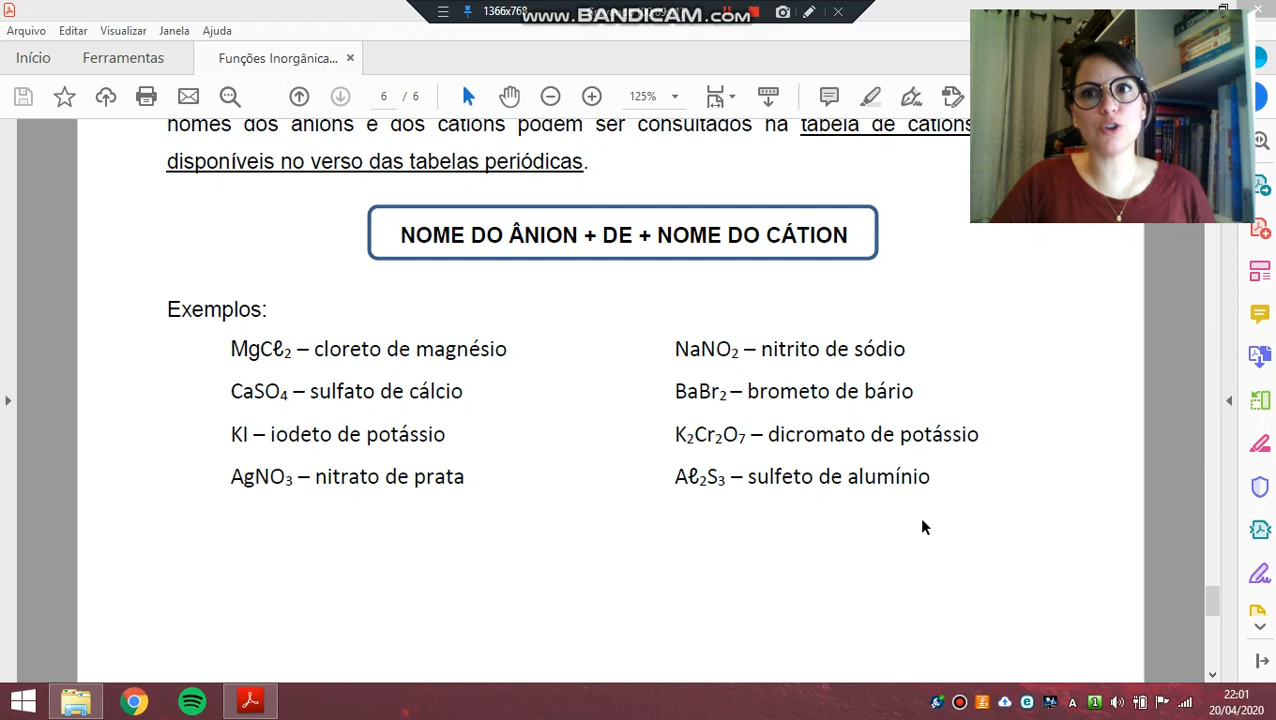 1366x768
www.BANDICAM.com
Arquivo Editar Visualizar Janela Ajuda
Início Ferramentas Funções Inorgânica... ×
6 / 6 125%
nomes dos ânions e dos cátions podem ser consultados na tabela de cátions
disponíveis no verso das tabelas periódicas.
NOME DO ÂNION + DE + NOME DO CÁTION
Exemplos:
MgCℓ₂ – cloreto de magnésio
CaSO₄ – sulfato de cálcio
KI – iodeto de potássio
AgNO₃ – nitrato de prata
NaNO₂ – nitrito de sódio
BaBr₂ – brometo de bário
K₂Cr₂O₇ – dicromato de potássio
Aℓ₂S₃ – sulfeto de alumínio
22:01
20/04/2020